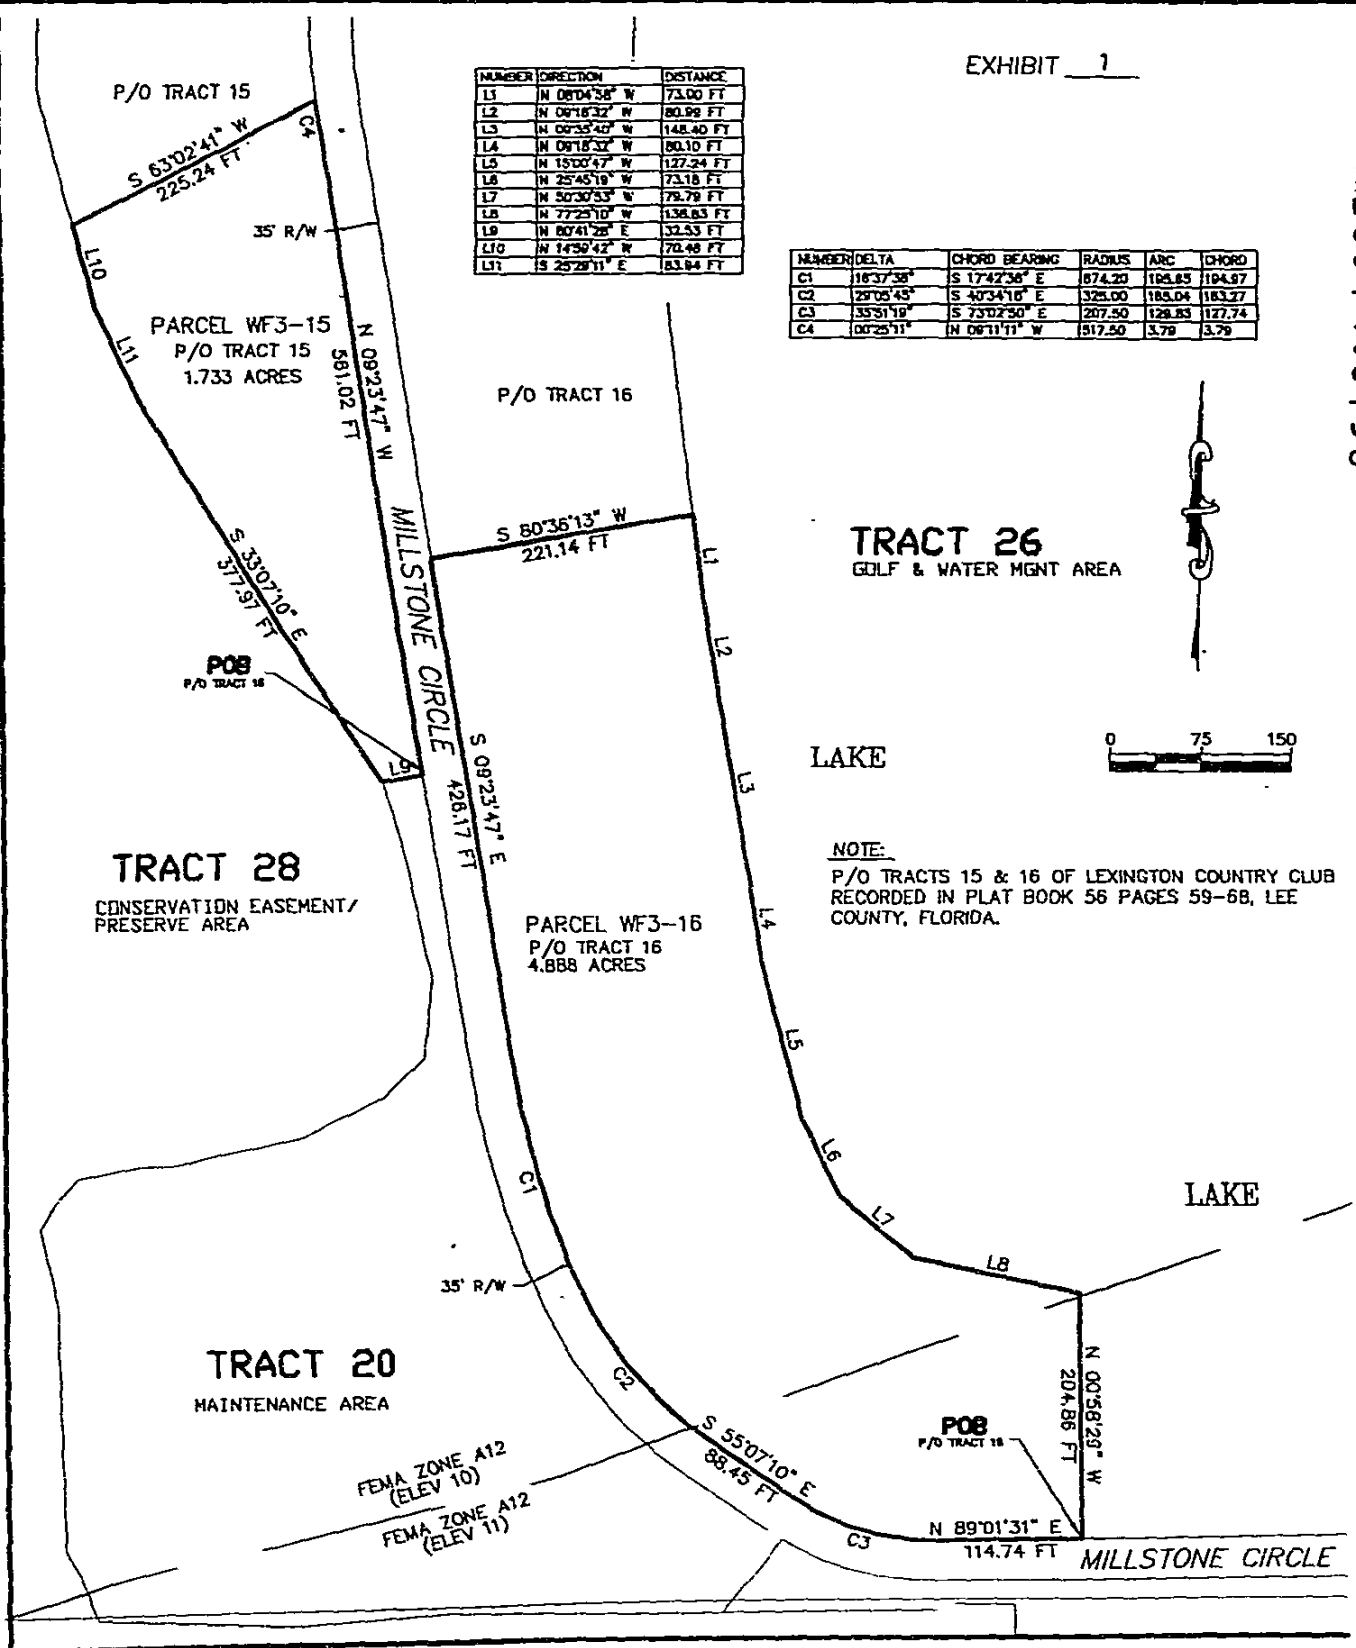 EXHIBIT 1
P/O TRACT 15
S 63°02'41" W
225.24 FT
C4
35' R/W
L10
L11
PARCEL WF3-15
P/O TRACT 15
1.733 ACRES
N 09°23'47" W
561.02 FT
S 33°07'10" E
377.97 FT
POB
L9
NUMBER DIRECTION DISTANCE
L1 N 08°04'58" W 73.00 FT
L2 N 09°18'32" W 80.99 FT
L3 N 09°35'40" W 148.40 FT
L4 N 09°18'32" W 80.10 FT
L5 N 15°00'47" W 127.24 FT
L6 N 25°45'19" W 73.18 FT
L7 N 50°30'53" W 79.79 FT
L8 N 77°25'10" W 138.83 FT
L9 N 80°41'28" E 32.53 FT
L10 N 14°59'42" W 70.48 FT
L11 S 25°29'11" E 83.94 FT
NUMBER DELTA CHORD BEARING RADIUS ARC CHORD
C1 16°37'38" S 17°42'36" E 674.20 195.65 194.97
C2 29°05'45" S 40°34'16" E 325.00 165.04 163.27
C3 35°51'19" S 73°02'50" E 207.50 129.85 127.74
C4 00°25'11" N 09°11'11" W 517.50 3.79 3.79
P/O TRACT 16
S 80°36'13" W
221.14 FT
MILLSTONE CIRCLE
S 09°23'47" E
426.17 FT
L1
L2
L3
L4
L5
L6
L7
L8
TRACT 26
GOLF & WATER MGNT AREA
LAKE
0 75 150
NOTE:
P/O TRACTS 15 & 16 OF LEXINGTON COUNTRY CLUB
RECORDED IN PLAT BOOK 56 PAGES 59-68, LEE
COUNTY, FLORIDA.
TRACT 28
CONSERVATION EASEMENT/
PRESERVE AREA
PARCEL WF3-16
P/O TRACT 16
4.888 ACRES
C1
35' R/W
LAKE
C2
TRACT 20
MAINTENANCE AREA
FEMA ZONE A12
(ELEV 10)
FEMA ZONE A12
(ELEV 11)
S 55°07'10" E
88.45 FT
C3
POB
P/O TRACT 16
N 00°58'29" W
204.86 FT
N 89°01'31" E
114.74 FT
MILLSTONE CIRCLE